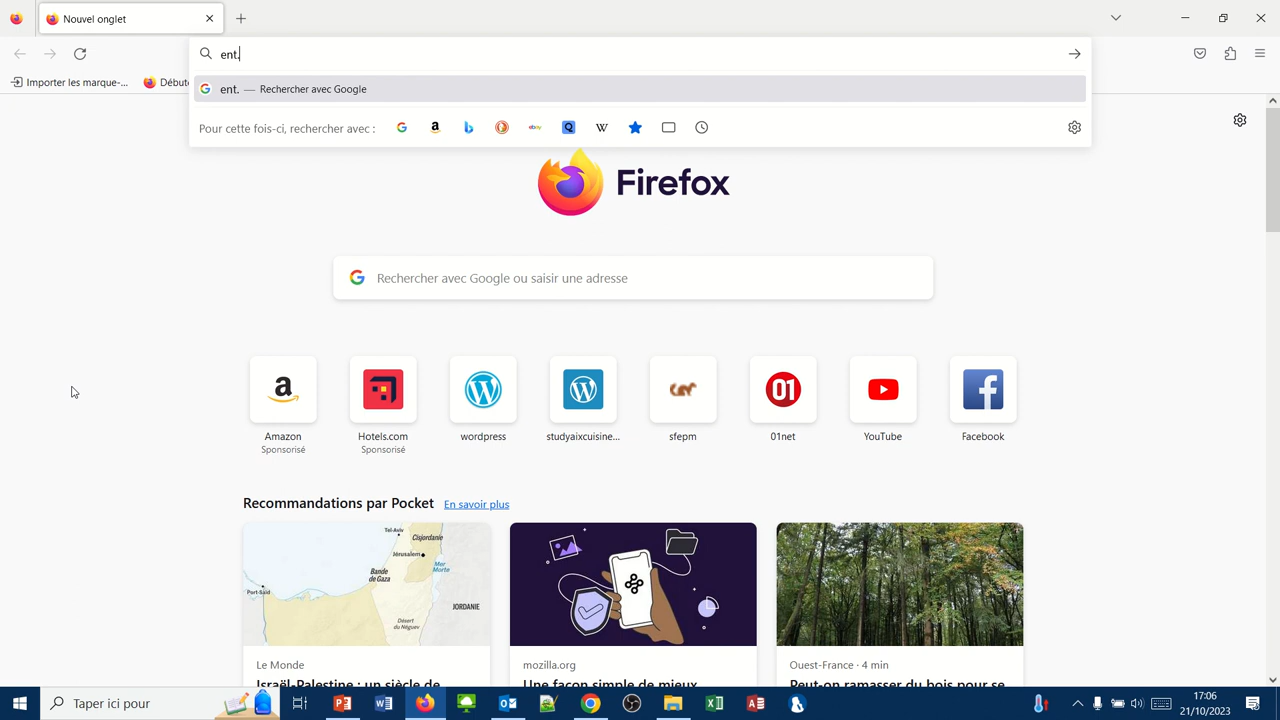 Nouvel onglet
ent.
ent. — Rechercher avec Google
Importer les marque-...
Débute
Pour cette fois-ci, rechercher avec :
Firefox
Rechercher avec Google ou saisir une adresse
Amazon
Sponsorisé
Hotels.com
Sponsorisé
wordpress
studyaixcuisine...
sfepm
01net
YouTube
Facebook
Recommandations par Pocket
En savoir plus
Tel-Aviv
Cisjordanie
Jérusalem
Bande de Gaza
Mer Morte
Port-Saïd
JORDANIE
Désert du Néguev
Le Monde
Israël-Palestine : un siècle de
mozilla.org
Une façon simple de mieux
Ouest-France · 4 min
Peut-on ramasser du bois pour se
Taper ici pour
17:06
21/10/2023